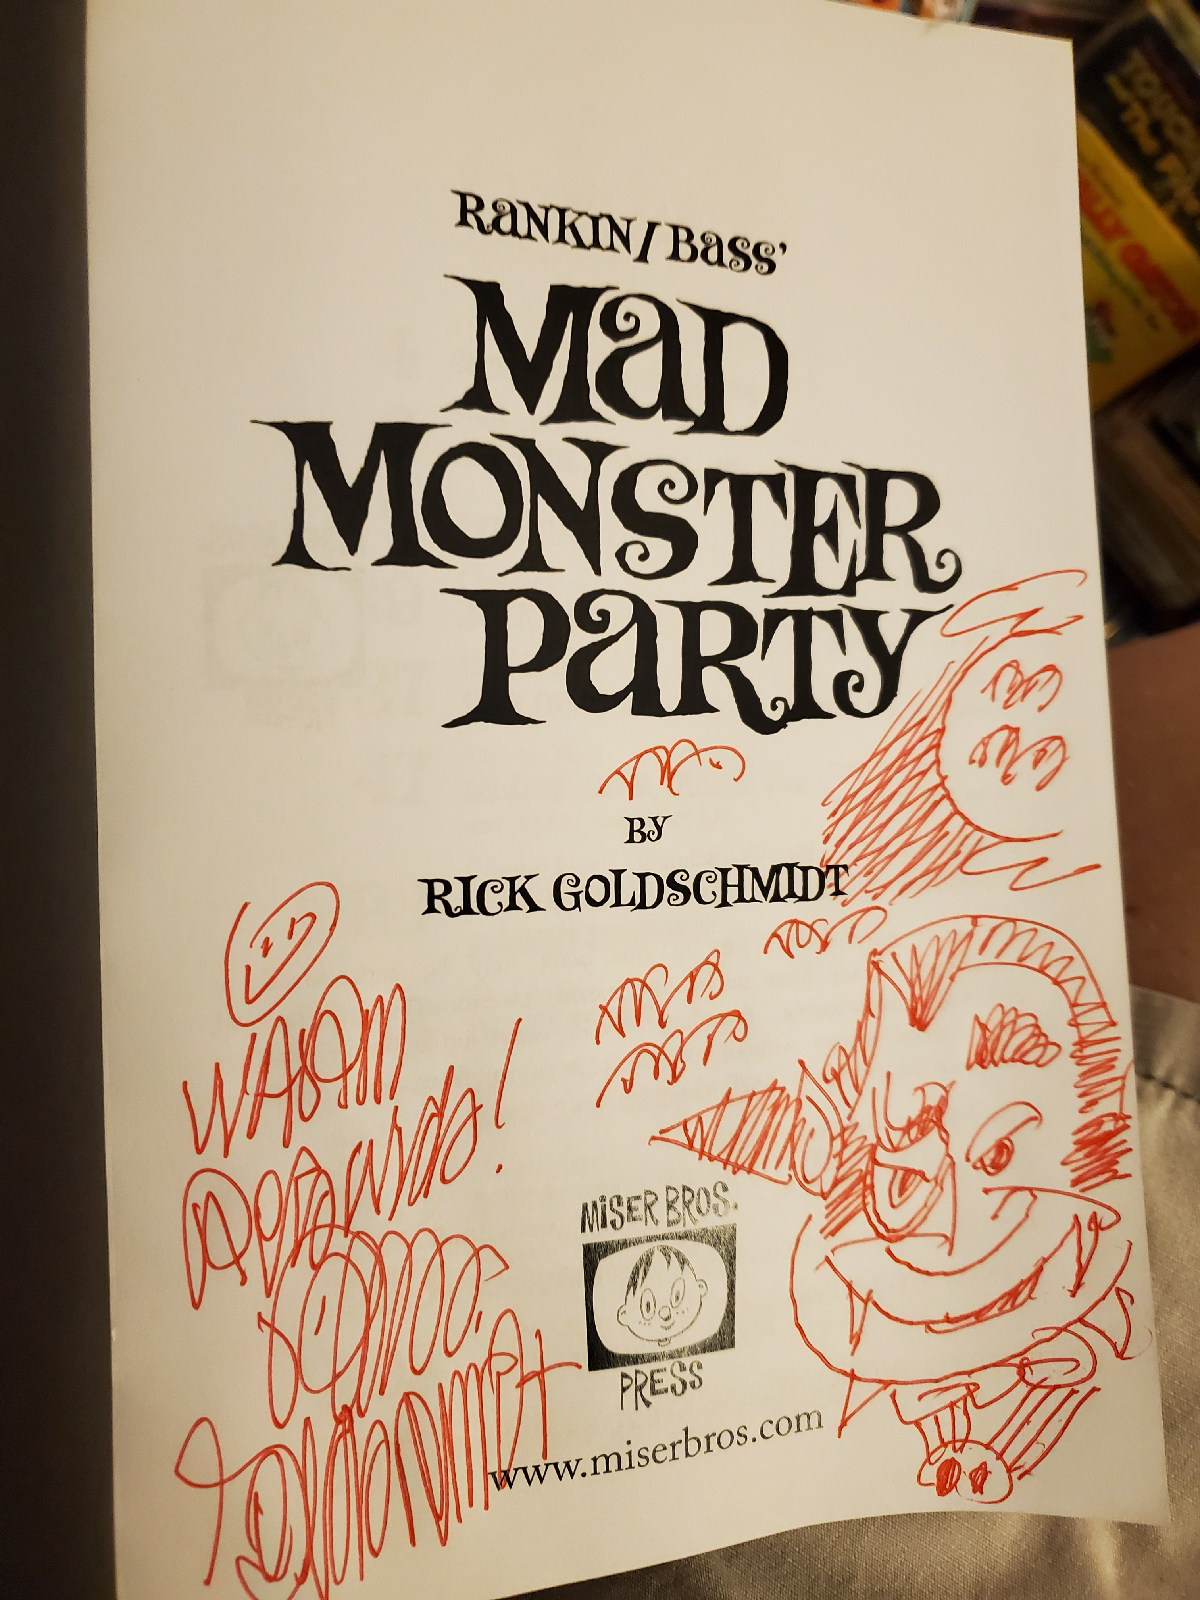 RANKIN/BASS'
MAD
MONSTER
PARTY
BY
RICK GOLDSCHMIDT
WARM
REGARDS!
MISER BROS.
PRESS
www.miserbros.com